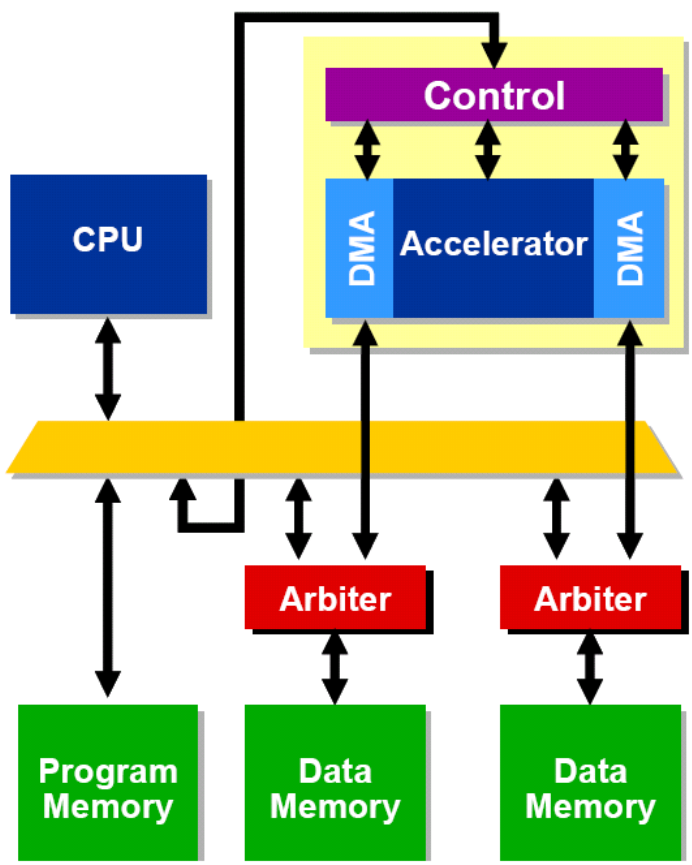 Control
CPU
DMA
Accelerator
DMA
Arbiter
Arbiter
Program
Memory
Data
Memory
Data
Memory